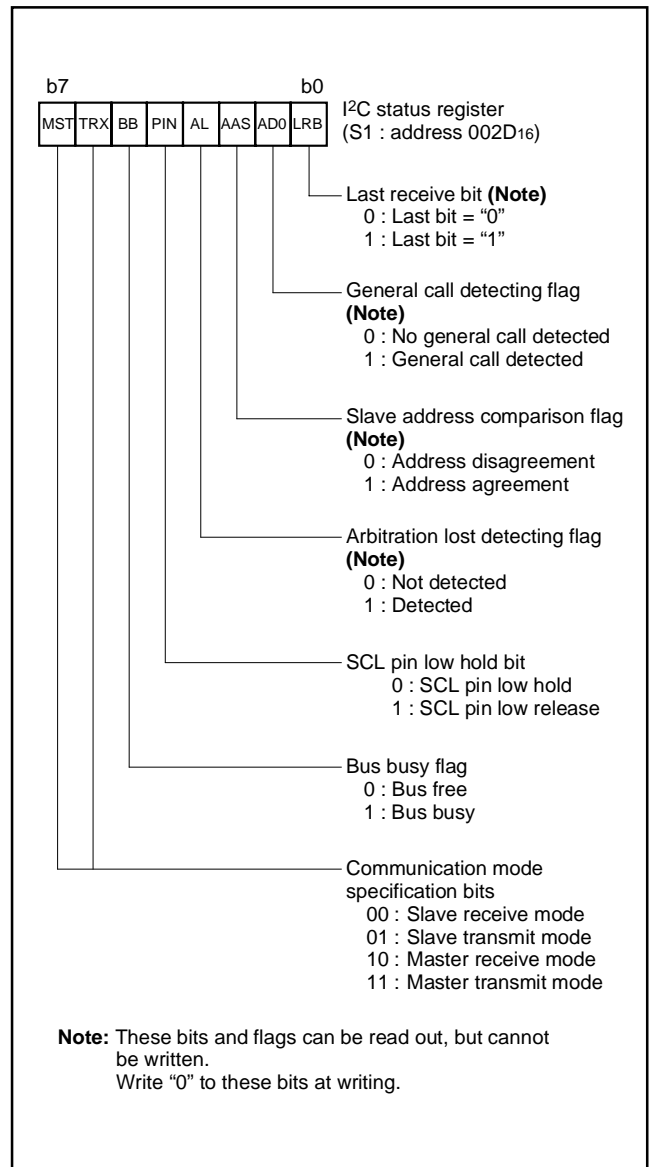 b7 b0
MST TRX BB PIN AL AAS AD0 LRB
I2C status register
(S1 : address 002D16)
Last receive bit (Note)
0 : Last bit = “0”
1 : Last bit = “1”
General call detecting flag
(Note)
0 : No general call detected
1 : General call detected
Slave address comparison flag
(Note)
0 : Address disagreement
1 : Address agreement
Arbitration lost detecting flag
(Note)
0 : Not detected
1 : Detected
SCL pin low hold bit
0 : SCL pin low hold
1 : SCL pin low release
Bus busy flag
0 : Bus free
1 : Bus busy
Communication mode
specification bits
00 : Slave receive mode
01 : Slave transmit mode
10 : Master receive mode
11 : Master transmit mode
Note: These bits and flags can be read out, but cannot
be written.
Write “0” to these bits at writing.